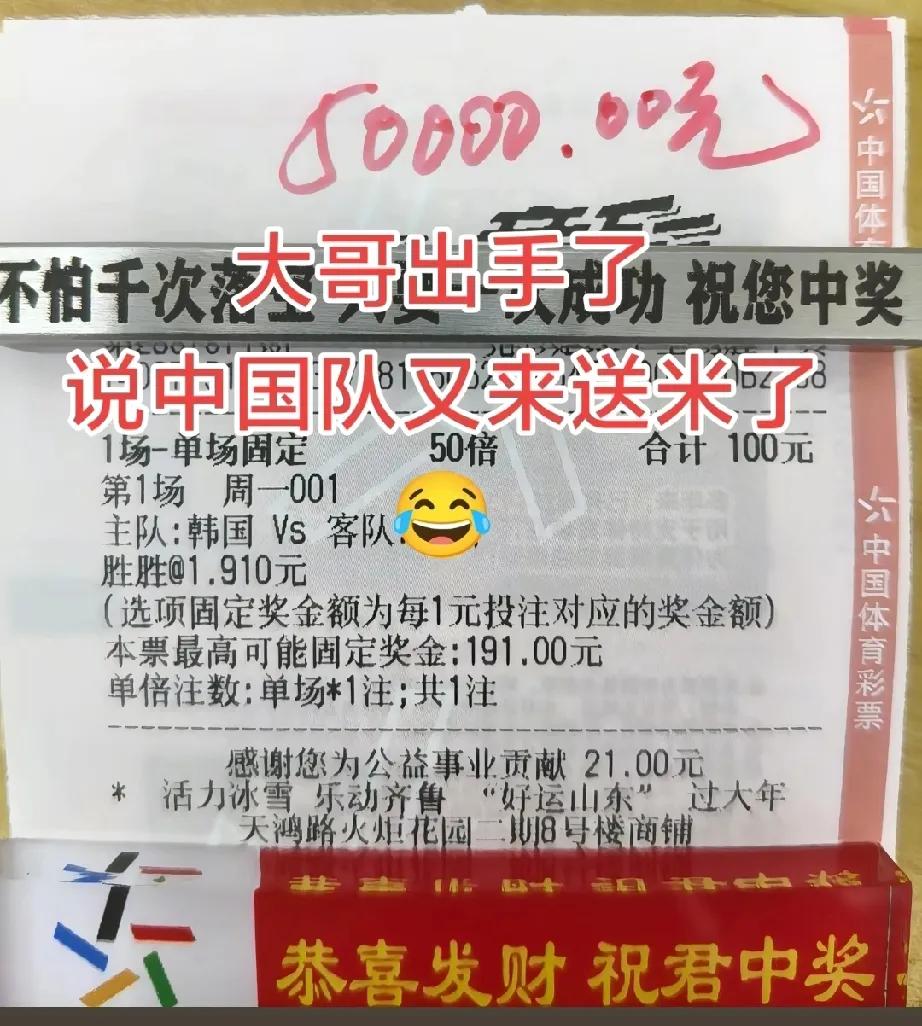 50000.00元
大哥出手了
不怕千次落空 只要一次成功 祝您中奖
说中国队又来送米了
1场-单场固定 50倍 合计 100元
第1场 周一001
主队:韩国 Vs 客队
胜胜@1.910元
(选项固定奖金额为每1元投注对应的奖金额)
本票最高可能固定奖金:191.00元
单倍注数:单场*1注;共1注
感谢您为公益事业贡献 21.00元
* 活力冰雪 乐动齐鲁 “好运山东” 过大年
天鸿路火炬花园二期8号楼商铺
恭喜发财 祝君中奖
中国体育
中国体育彩票